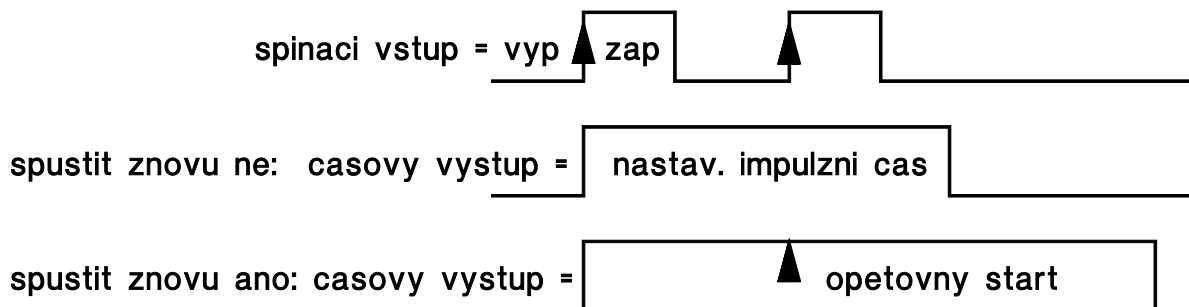 spinaci vstup = vyp zap
spustit znovu ne: casovy vystup = nastav. impulzni cas
spustit znovu ano: casovy vystup = opetovny start